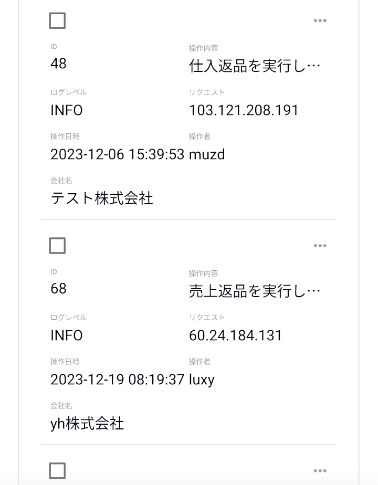 ID 操作内容
48 仕入返品を実行し…
ログレベル リクエスト
INFO 103.121.208.191
操作日時 操作者
2023-12-06 15:39:53 muzd
会社名
テスト株式会社
ID 操作内容
68 売上返品を実行し…
ログレベル リクエスト
INFO 60.24.184.131
操作日時 操作者
2023-12-19 08:19:37 luxy
会社名
yh株式会社